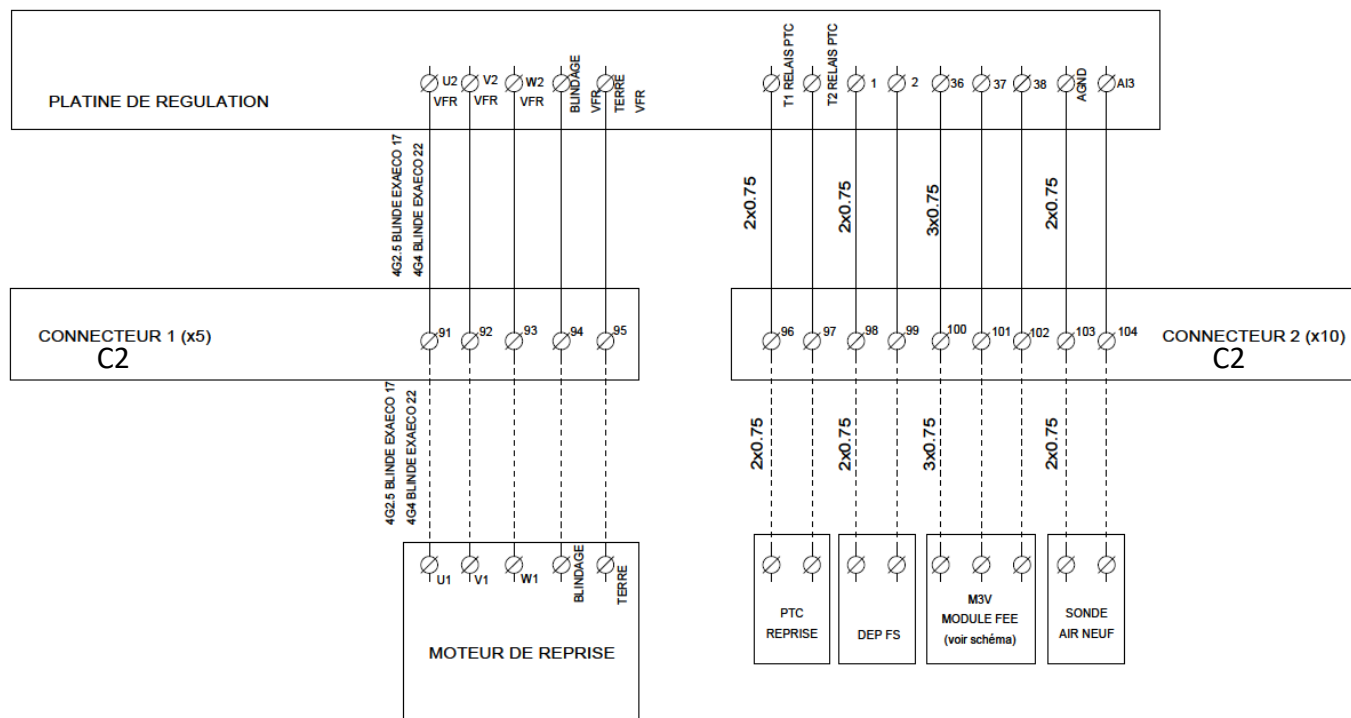 PLATINE DE REGULATION
U2
VFR
V2
VFR
W2
VFR
BLINDAGE
VFR
TERRE
VFR
T1 RELAIS PTC
T2 RELAIS PTC
1
2
36
37
38
AGND
AI3
4G2.5 BLINDE EXAECO 17
4G4 BLINDE EXAECO 22
2x0.75
2x0.75
3x0.75
2x0.75
CONNECTEUR 1 (x5)
C2
91
92
93
94
95
96
97
98
99
100
101
102
103
104
CONNECTEUR 2 (x10)
C2
4G2.5 BLINDE EXAECO 17
4G4 BLINDE EXAECO 22
2x0.75
2x0.75
3x0.75
2x0.75
U1
V1
W1
BLINDAGE
TERRE
MOTEUR DE REPRISE
PTC
REPRISE
DEP FS
M3V
MODULE FEE
(voir schéma)
SONDE
AIR NEUF